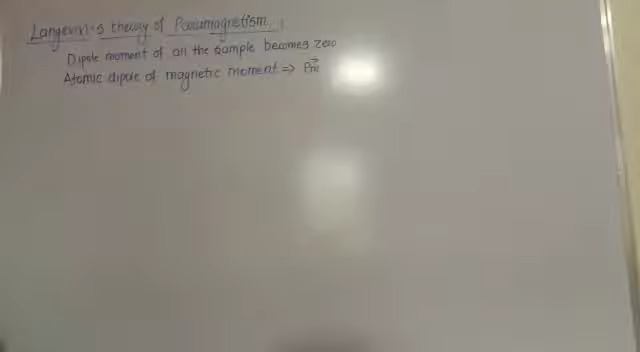 Langevin's theory of Paramagnetism
Dipole moment of all the sample becomes zero
Atomic dipole of magnetic moment ⇒ P⃗m